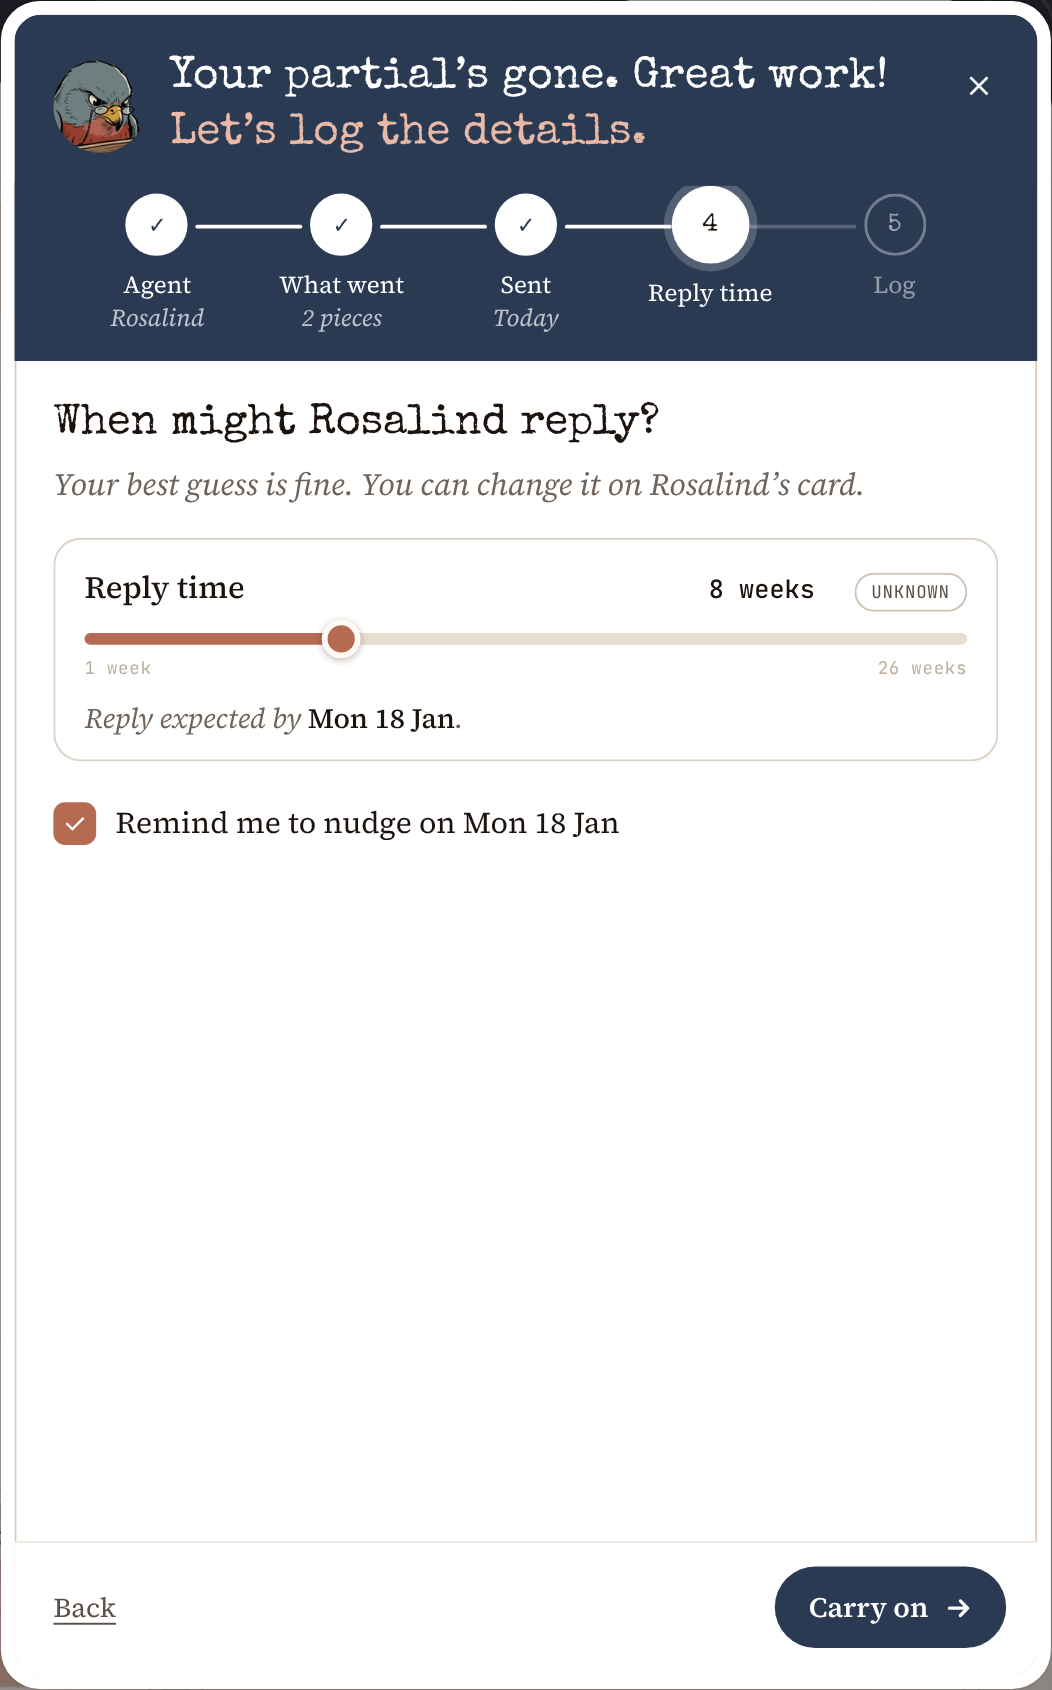 Your partial’s gone. Great work!
Let’s log the details.
✓ ✓ ✓ 4 5
Agent What went Sent Reply time Log
Rosalind 2 pieces Today
When might Rosalind reply?
Your best guess is fine. You can change it on Rosalind’s card.
Reply time 8 weeks UNKNOWN
1 week 26 weeks
Reply expected by Mon 18 Jan.
Remind me to nudge on Mon 18 Jan
Back Carry on →